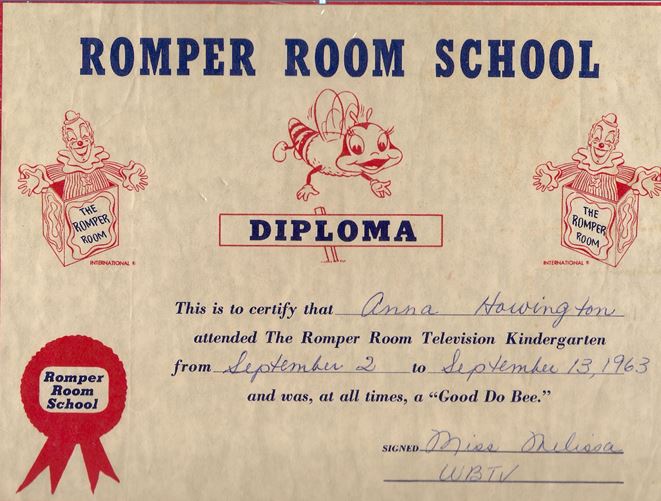 ROMPER ROOM SCHOOL
THE
ROMPER
ROOM
INTERNATIONAL ®
THE
ROMPER
ROOM
INTERNATIONAL ®
DIPLOMA
This is to certify that Anna Howington
attended The Romper Room Television Kindergarten
from September 2 to September 13, 1963
and was, at all times, a “Good Do Bee.”
Romper
Room
School
SIGNED Miss Melissa
WBTV